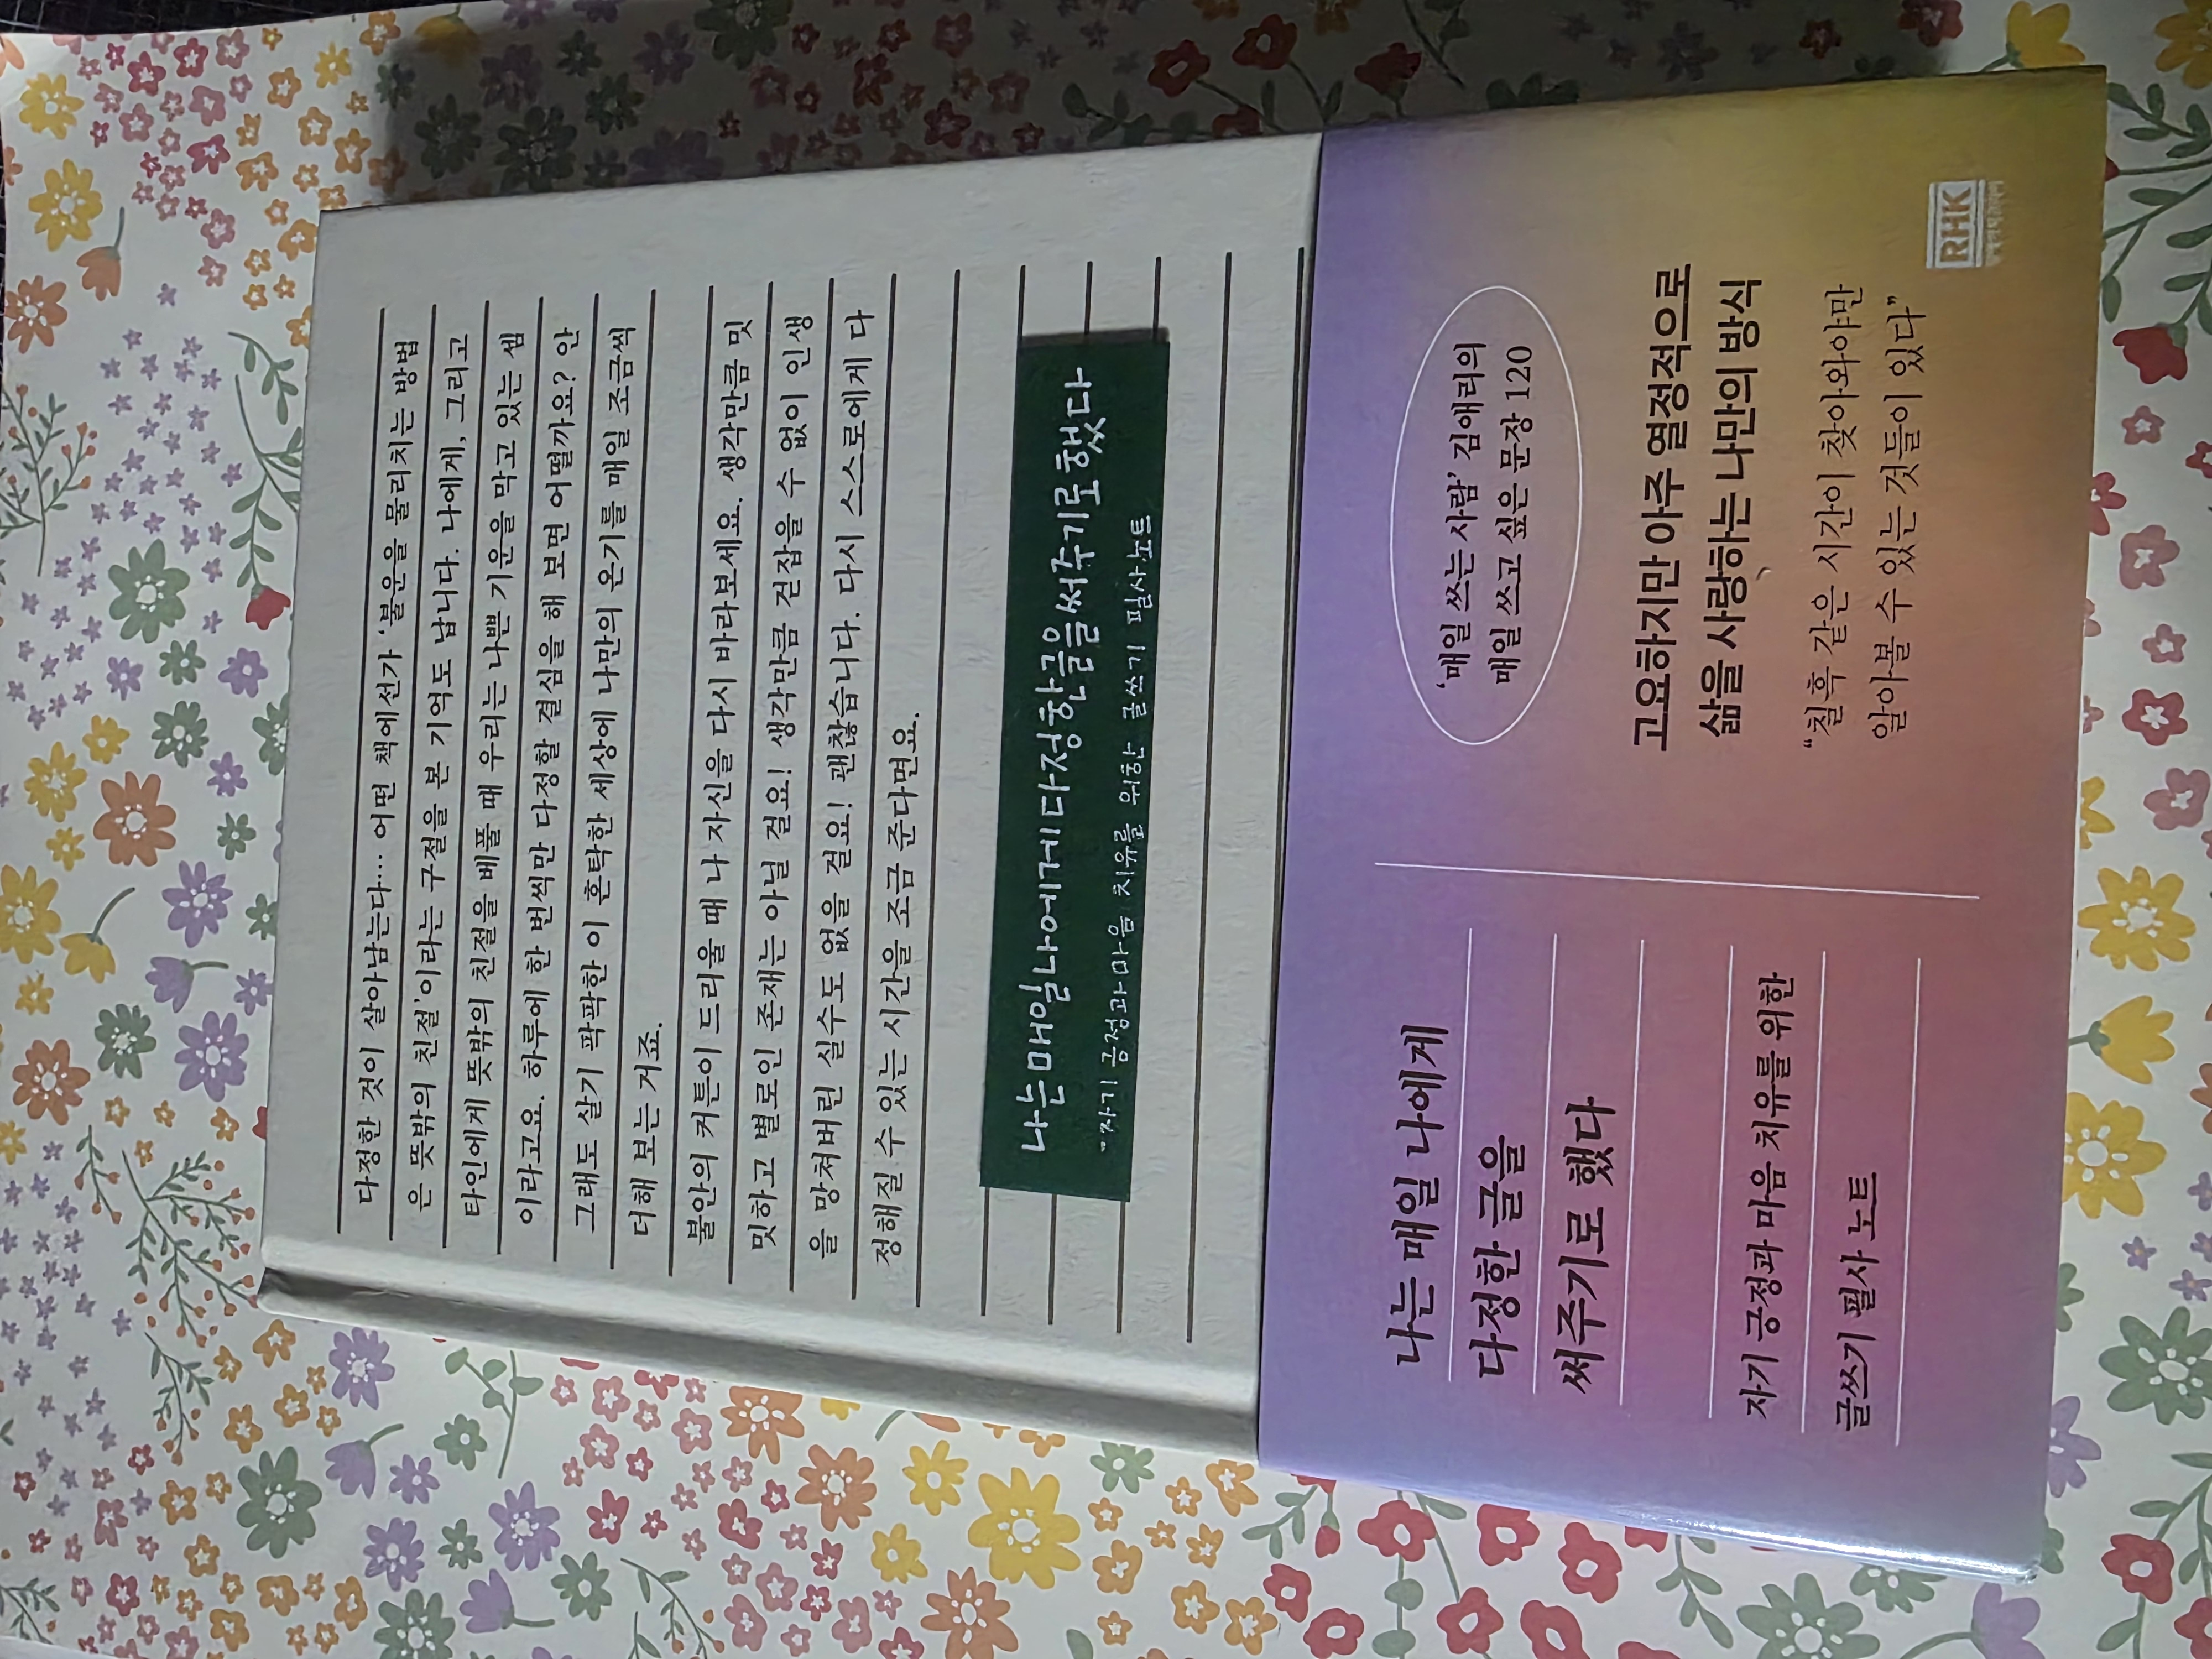 다정한 것이 살아남는다… 어떤 책에선가 '불운을 물리치는 방법
은 뜻밖의 친절'이라는 구절을 본 기억도 납니다. 나에게, 그리고
타인에게 뜻밖의 친절을 베풀 때 우리는 나쁜 기운을 막고 있는 셈
이라고요. 하루에 한 번씩만 다정할 결심을 해 보면 어떨까요? 안
그래도 살기 팍팍한 이 혼탁한 세상에 나만의 온기를 매일 조금씩
더해 보는 거죠.
불안의 커튼이 드리울 때 나 자신을 다시 바라보세요. 생각만큼 밋
밋하고 별로인 존재는 아닐 걸요! 생각만큼 걷잡을 수 없이 인생
을 망쳐버린 실수도 없을 걸요! 괜찮습니다. 다시 스스로에게 다
정해질 수 있는 시간을 조금 준다면요.
나는 매일 나에게 다정한 글을 써주기로 했다
-자기 긍정과 마음 치유를 위한 글쓰기 필사노트
나는 매일 나에게
다정한 글을
써주기로 했다
자기 긍정과 마음 치유를 위한
글쓰기 필사 노트
'매일 쓰는 사람' 김애리의
매일 쓰고 싶은 문장 120
고요하지만 아주 열정적으로
삶을 사랑하는 나만의 방식
“칠흑 같은 시간이 찾아와야만
알아볼 수 있는 것들이 있다”
RHK